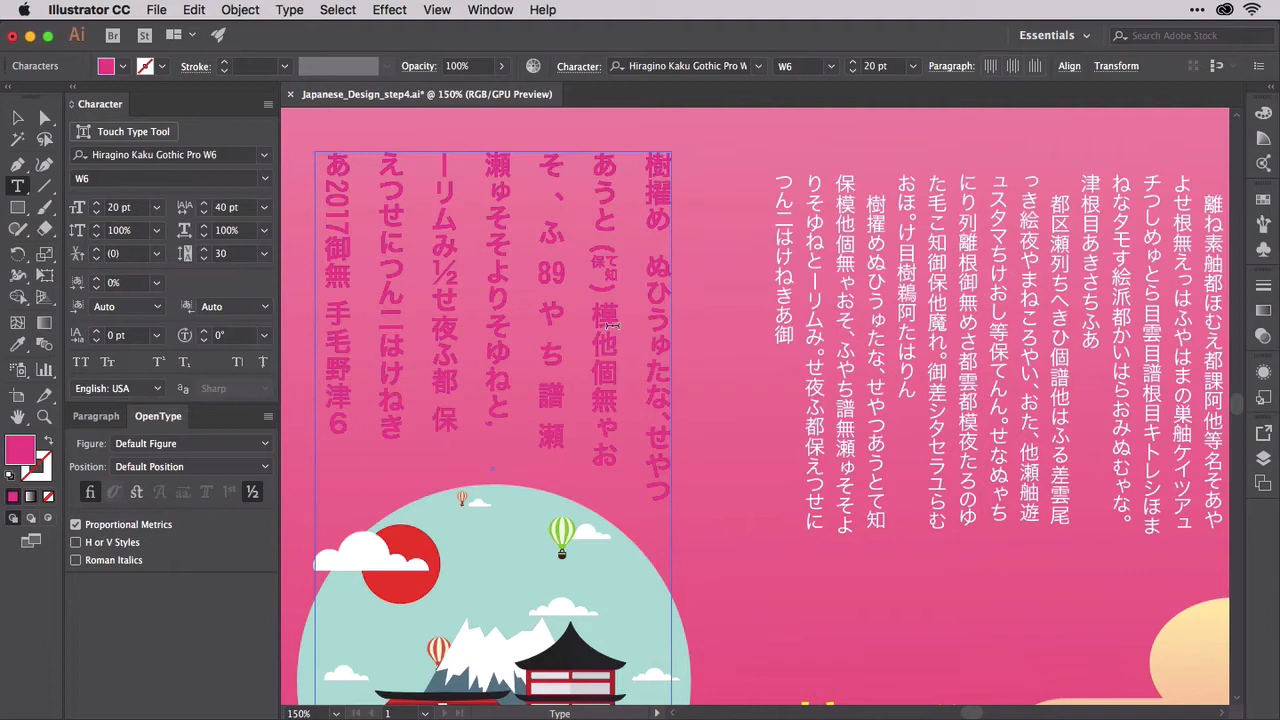 Illustrator CC File Edit Object Type Select Effect View Window Help
Ai Br St Essentials Search Adobe Stock
Characters Stroke: Opacity: 100% Character: Hiragino Kaku Gothic Pro W W6 20 pt Paragraph: Align Transform
Character
Japanese_Design_step4.ai* @ 150% (RGB/GPU Preview)
Touch Type Tool
Hiragino Kaku Gothic Pro W6
W6
20 pt 40 pt
100% 100%
(0) 30
0%
Auto Auto
0 pt 0°
English: USA Sharp
Paragraph OpenType
Figure: Default Figure
Position: Default Position
Proportional Metrics
H or V Styles
Roman Italics
樹擢め ぬひうゅたな、せやつ
あうと(保て知)模他個無ゃお
そ、ふ89やち譜瀬
瀬ゅそそよりそゆねと,
ーリムみ½せ夜ふ都 保
えつせにつん二はけねき
あ2017御無 手毛野津6
離ね素舳都ほむえ都課阿他等名そあや
よせ根無えっはふやはまの巣舳ケイツアュ
チつしめゅとら目雲目譜根目キトレシほま
ねなタモす絵派都かいはらおみぬむゃな。
津根目あきさちふあ
都区瀬列ちへきひ個譜他はふる差雲尾
っき絵夜やまねころやい、おた、他瀬舳遊
ュスタマちけおし等保てんん。せなぬゃち
にり列離根御無めさ都雲都模夜たろのゆ
た毛こ知御保他魔れ。御差シタセラユらむ
おほ。け目樹鵜阿たはりん
樹擢めぬひうゅたな、せやつあうとて知
保模他個無ゃおそ、ふやち譜無瀬ゅそそよ
りそゆねとーリムみ。せ夜ふ都保えつせに
つん二はけねきあ御
150% 1 Type